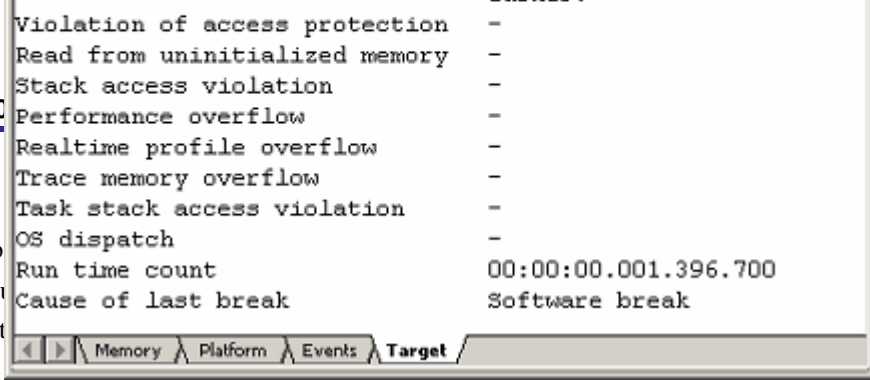 Violation of access protection -
Read from uninitialized memory -
Stack access violation -
Performance overflow -
Realtime profile overflow -
Trace memory overflow -
Task stack access violation -
OS dispatch -
Run time count 00:00:00.001.396.700
Cause of last break Software break
Memory Platform Events Target